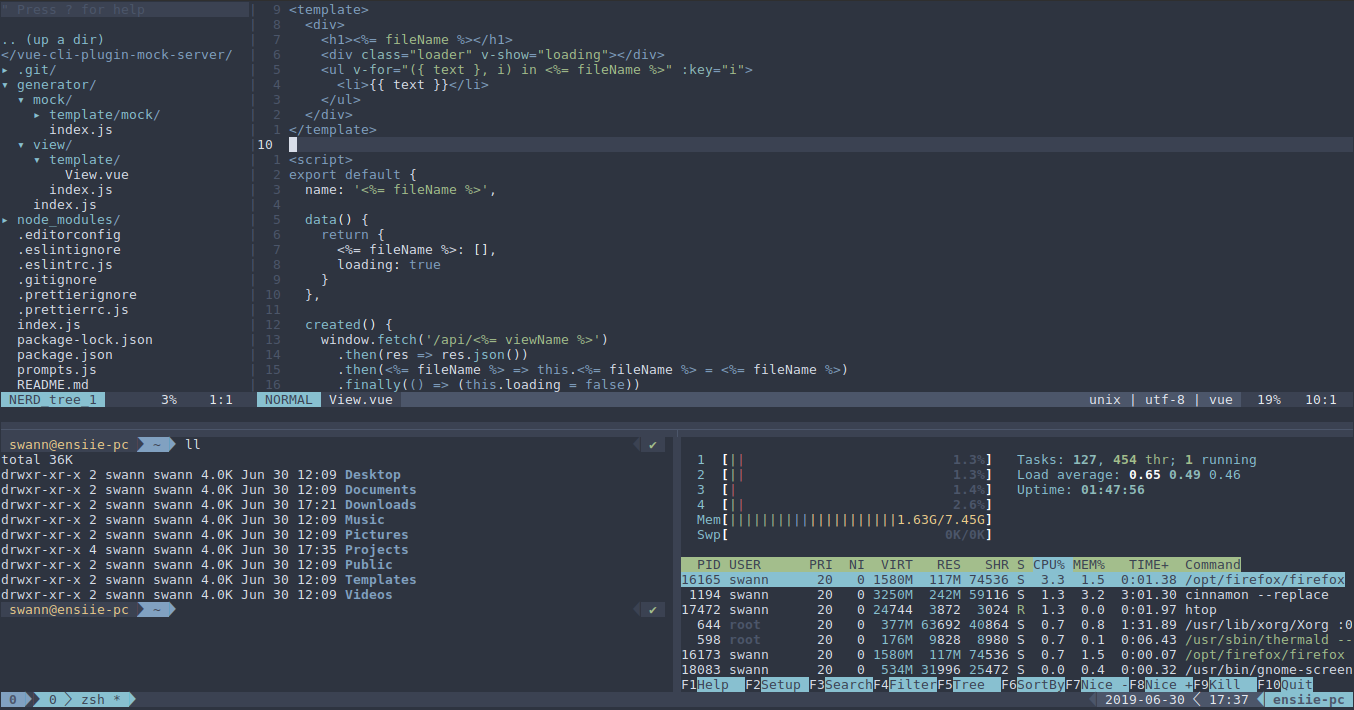 " Press ? for help
.. (up a dir)
</vue-cli-plugin-mock-server/
▸ .git/
▾ generator/
▾ mock/
▸ template/mock/
index.js
▾ view/
▾ template/
View.vue
index.js
index.js
▸ node_modules/
.editorconfig
.eslintignore
.eslintrc.js
.gitignore
.prettierignore
.prettierrc.js
index.js
package-lock.json
package.json
prompts.js
README.md
NERD_tree_1 3% 1:1
9 <template>
8 <div>
7 <h1><%= fileName %></h1>
6 <div class="loader" v-show="loading"></div>
5 <ul v-for="({ text }, i) in <%= fileName %>" :key="i">
4 <li>{{ text }}</li>
3 </ul>
2 </div>
1 </template>
10
1 <script>
2 export default {
3 name: '<%= fileName %>',
4
5 data() {
6 return {
7 <%= fileName %>: [],
8 loading: true
9 }
10 },
11
12 created() {
13 window.fetch('/api/<%= viewName %>')
14 .then(res => res.json())
15 .then(<%= fileName %> => this.<%= fileName %> = <%= fileName %>)
16 .finally(() => (this.loading = false))
NORMAL View.vue unix | utf-8 | vue 19% 10:1
swann@ensiie-pc ~ ll ✔
total 36K
drwxr-xr-x 2 swann swann 4.0K Jun 30 12:09 Desktop
drwxr-xr-x 2 swann swann 4.0K Jun 30 12:09 Documents
drwxr-xr-x 2 swann swann 4.0K Jun 30 17:21 Downloads
drwxr-xr-x 2 swann swann 4.0K Jun 30 12:09 Music
drwxr-xr-x 2 swann swann 4.0K Jun 30 12:09 Pictures
drwxr-xr-x 4 swann swann 4.0K Jun 30 17:35 Projects
drwxr-xr-x 2 swann swann 4.0K Jun 30 12:09 Public
drwxr-xr-x 2 swann swann 4.0K Jun 30 12:09 Templates
drwxr-xr-x 2 swann swann 4.0K Jun 30 12:09 Videos
swann@ensiie-pc ~ ✔
1 [|| 1.3%]
2 [|| 1.3%]
3 [| 1.4%]
4 [|| 2.6%]
Mem[|||||||||||||||||||||1.63G/7.45G]
Swp[ 0K/0K]
Tasks: 127, 454 thr; 1 running
Load average: 0.65 0.49 0.46
Uptime: 01:47:56
PID USER PRI NI VIRT RES SHR S CPU% MEM% TIME+ Command
16165 swann 20 0 1580M 117M 74536 S 3.3 1.5 0:01.38 /opt/firefox/firefox
1194 swann 20 0 3250M 242M 59116 S 1.3 3.2 3:01.30 cinnamon --replace
17472 swann 20 0 24744 3872 3024 R 1.3 0.0 0:01.97 htop
644 root 20 0 377M 63692 40864 S 0.7 0.8 1:31.89 /usr/lib/xorg/Xorg :0
598 root 20 0 176M 9828 8980 S 0.7 0.1 0:06.43 /usr/sbin/thermald --
16173 swann 20 0 1580M 117M 74536 S 0.7 1.5 0:00.07 /opt/firefox/firefox
18083 swann 20 0 534M 31996 25472 S 0.0 0.4 0:00.32 /usr/bin/gnome-screen
F1Help F2Setup F3SearchF4FilterF5Tree F6SortByF7Nice -F8Nice +F9Kill F10Quit
0 0 zsh * 2019-06-30 17:37 ensiie-pc